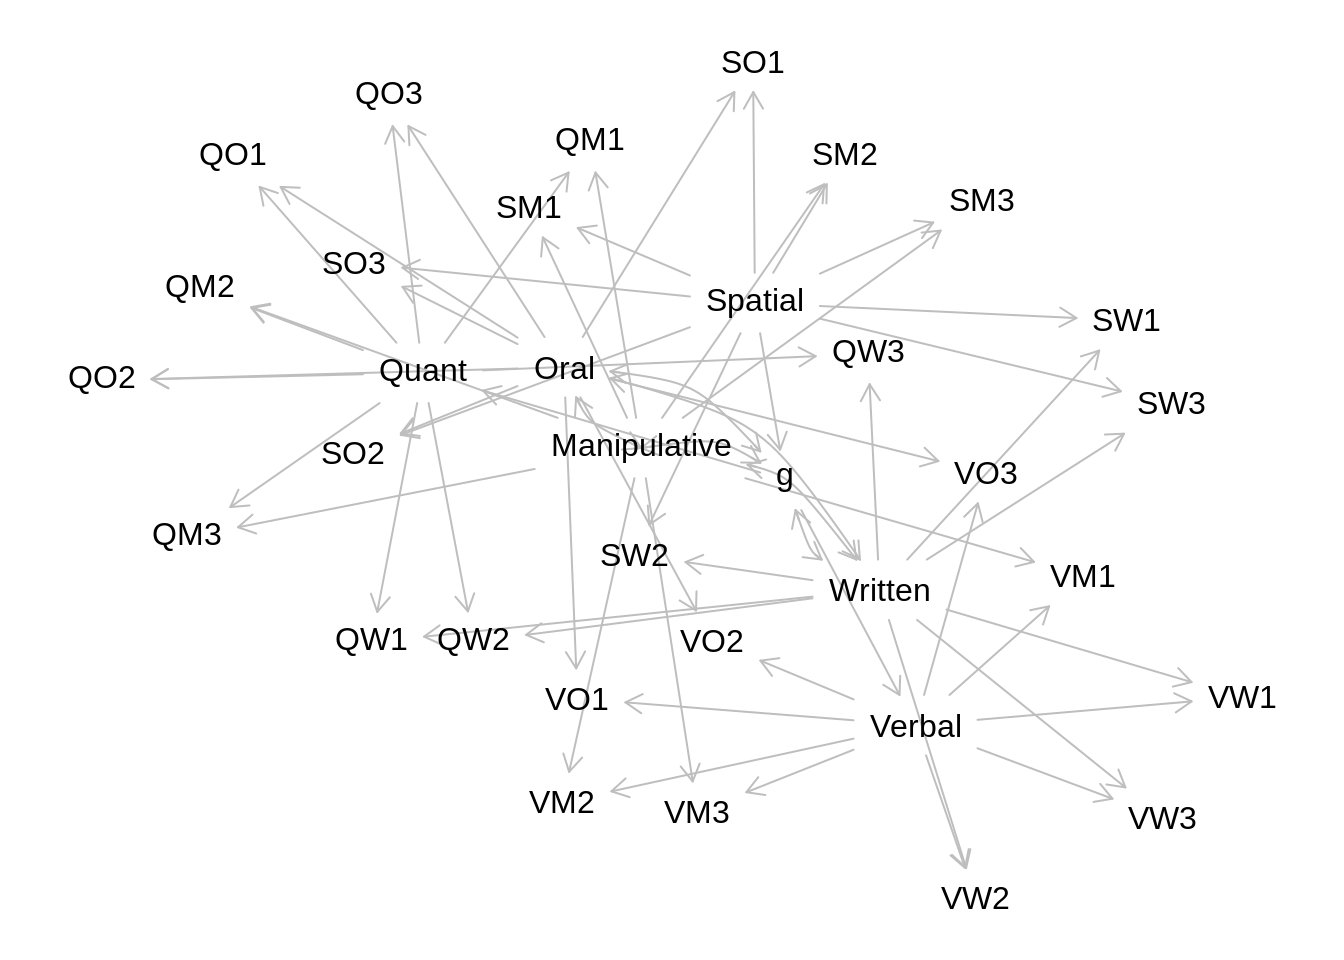 SO1
QO3
QM1
QO1
SM2
SM3
SM1
SO3
QM2
Spatial
SW1
QW3
Oral
Quant
QO2
SW3
Manipulative
SO2
g
VO3
QM3
SW2
VM1
Written
QW1
QW2
VO2
VO1
VW1
Verbal
VM2
VM3
VW3
VW2